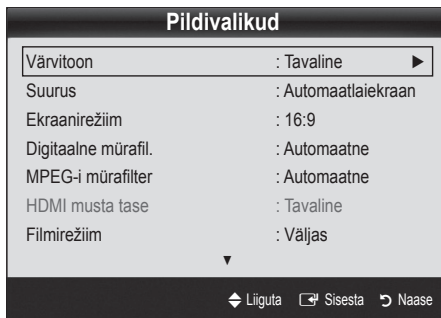 Pildivalikud
Värvitoon : Tavaline ►
Suurus : Automaatlaiekraan
Ekraanirežiim : 16:9
Digitaalne mürafil. : Automaatne
MPEG-i mürafilter : Automaatne
HDMI musta tase : Tavaline
Filmirežiim : Väljas
▼
Liiguta Sisesta Naase